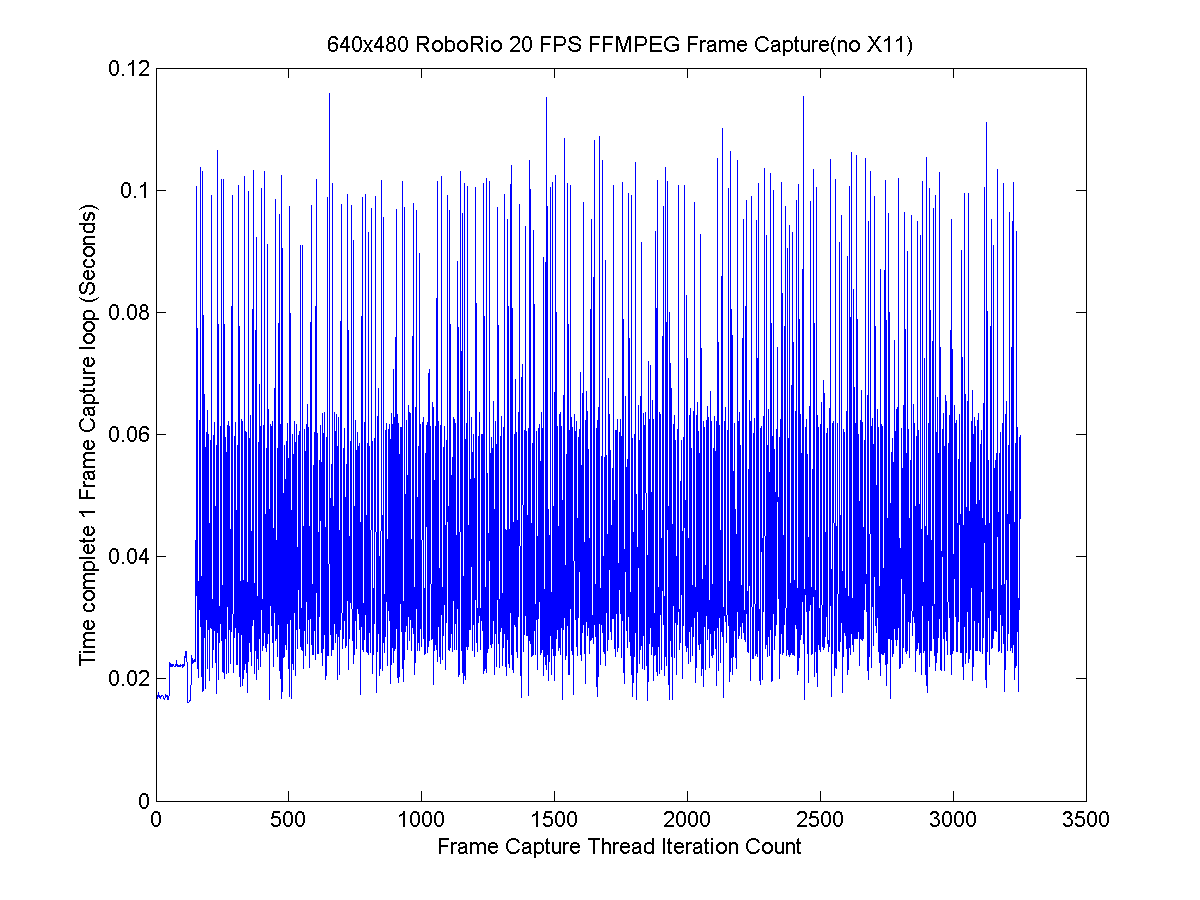 640x480 RoboRio 20 FPS FFMPEG Frame Capture(no X11)
Time complete 1 Frame Capture loop (Seconds)
0.12
0.1
0.08
0.06
0.04
0.02
0
0 500 1000 1500 2000 2500 3000 3500
Frame Capture Thread Iteration Count